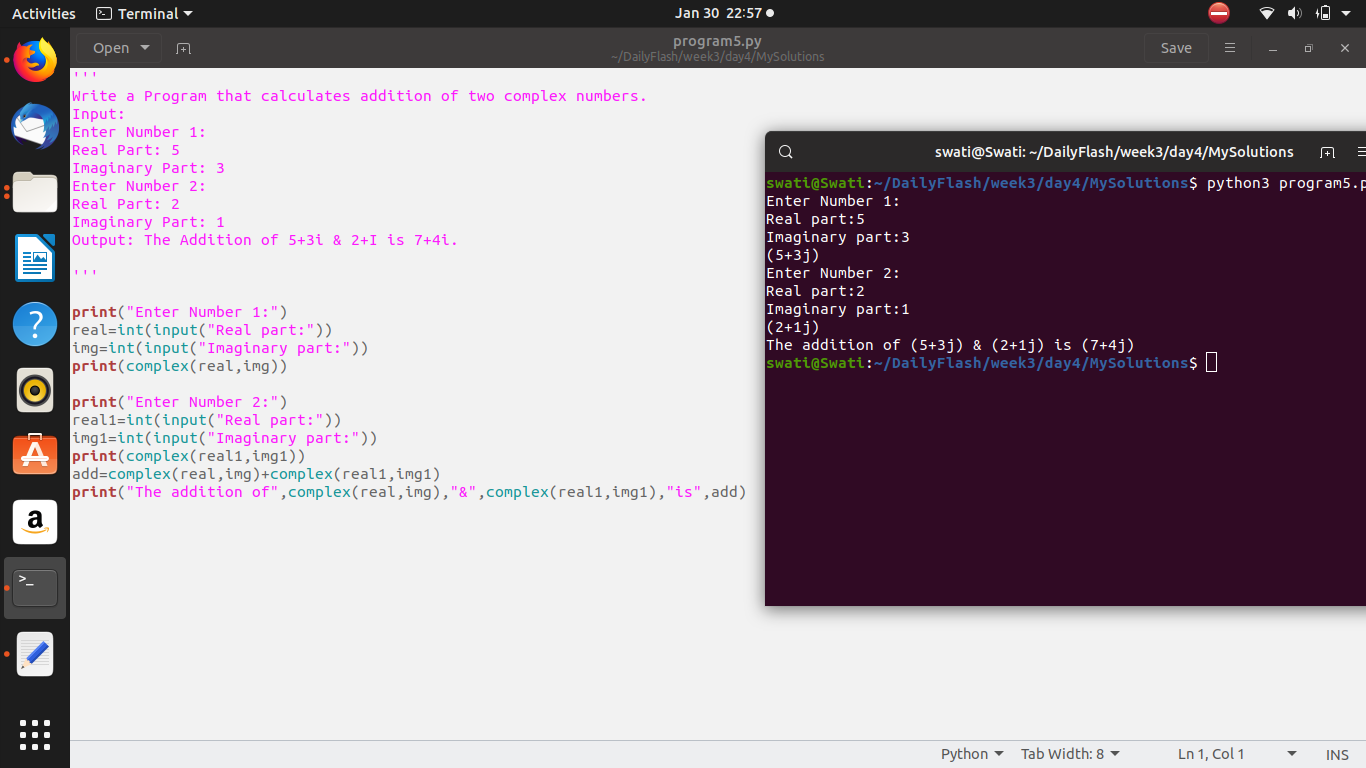 Activities Terminal Jan 30 22:57
Open program5.py Save
~/DailyFlash/week3/day4/MySolutions
'''
Write a Program that calculates addition of two complex numbers.
Input:
Enter Number 1:
Real Part: 5
Imaginary Part: 3
Enter Number 2:
Real Part: 2
Imaginary Part: 1
Output: The Addition of 5+3i & 2+I is 7+4i.
'''
print("Enter Number 1:")
real=int(input("Real part:"))
img=int(input("Imaginary part:"))
print(complex(real,img))
print("Enter Number 2:")
real1=int(input("Real part:"))
img1=int(input("Imaginary part:"))
print(complex(real1,img1))
add=complex(real,img)+complex(real1,img1)
print("The addition of",complex(real,img),"&",complex(real1,img1),"is",add)
swati@Swati: ~/DailyFlash/week3/day4/MySolutions
swati@Swati:~/DailyFlash/week3/day4/MySolutions$ python3 program5.p
Enter Number 1:
Real part:5
Imaginary part:3
(5+3j)
Enter Number 2:
Real part:2
Imaginary part:1
(2+1j)
The addition of (5+3j) & (2+1j) is (7+4j)
swati@Swati:~/DailyFlash/week3/day4/MySolutions$
?
a
>_
Python Tab Width: 8 Ln 1, Col 1 INS